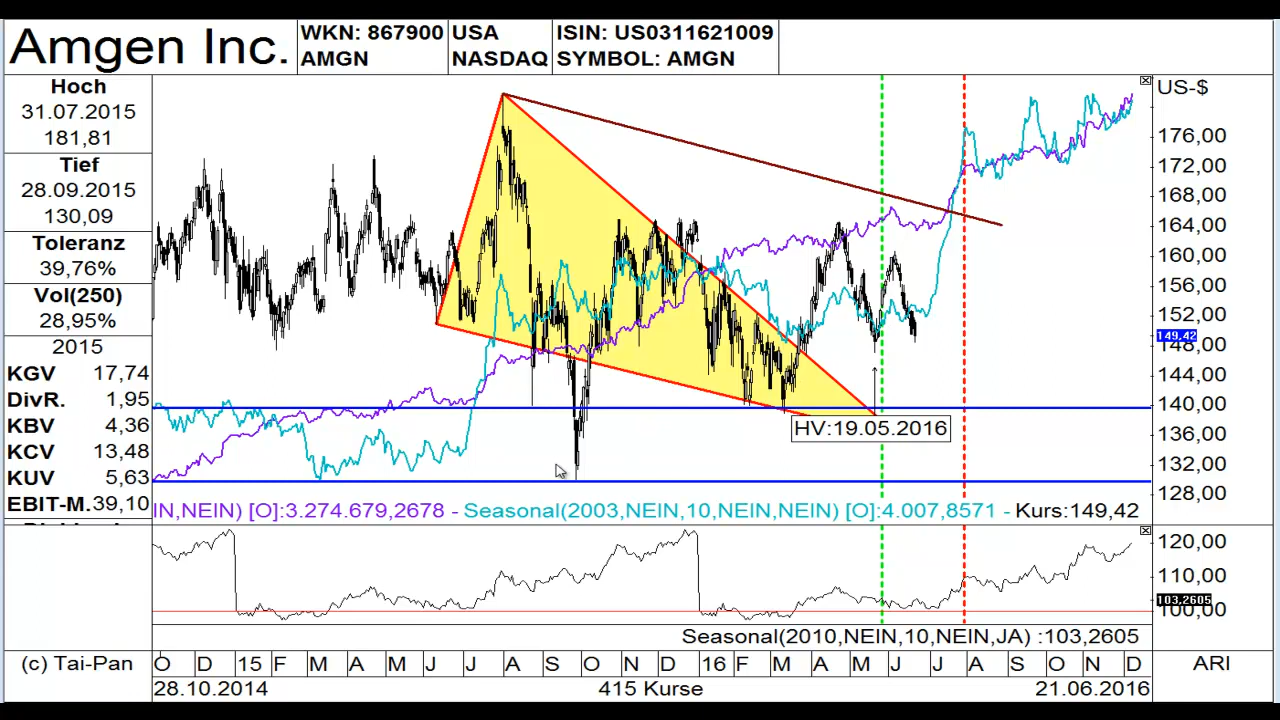 Amgen Inc.
WKN: 867900
AMGN
USA
NASDAQ
ISIN: US0311621009
SYMBOL: AMGN
Hoch
31.07.2015
181,81
Tief
28.09.2015
130,09
Toleranz
39,76%
Vol(250)
28,95%
2015
KGV 17,74
DivR. 1,95
KBV 4,36
KCV 13,48
KUV 5,63
EBIT-M. 39,10
US-$
176,00
172,00
168,00
164,00
160,00
156,00
152,00
149,42
148,00
144,00
140,00
136,00
132,00
128,00
HV:19.05.2016
IN,NEIN) [O]:3.274.679,2678 - Seasonal(2003,NEIN,10,NEIN,NEIN) [O]:4.007,8571 - Kurs:149,42
120,00
110,00
103,2605
100,00
Seasonal(2010,NEIN,10,NEIN,JA) :103,2605
(c) Tai-Pan
O D 15 F M A M J J A S O N D 16 F M A M J J A S O N D
ARI
28.10.2014 415 Kurse 21.06.2016